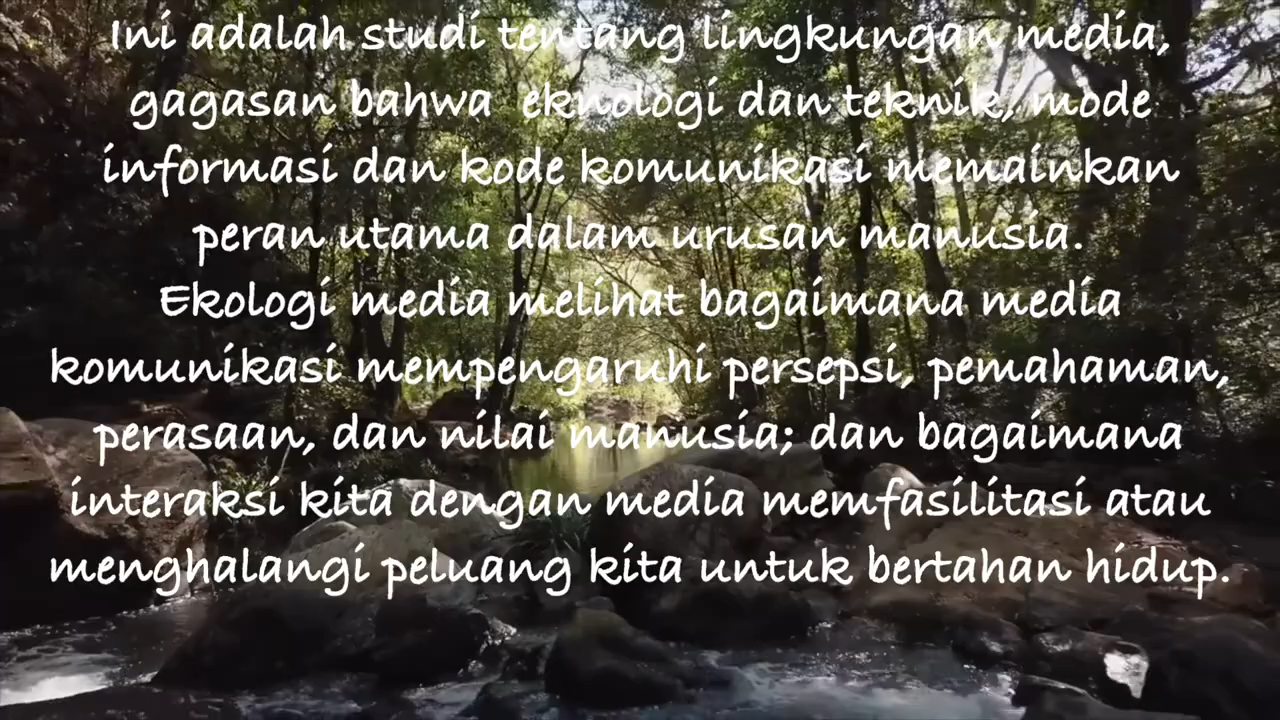 Ini adalah studi tentang lingkungan media,
gagasan bahwa eknologi dan teknik, mode
informasi dan kode komunikasi memainkan
peran utama dalam urusan manusia.
Ekologi media melihat bagaimana media
komunikasi mempengaruhi persepsi, pemahaman,
perasaan, dan nilai manusia; dan bagaimana
interaksi kita dengan media memfasilitasi atau
menghalangi peluang kita untuk bertahan hidup.